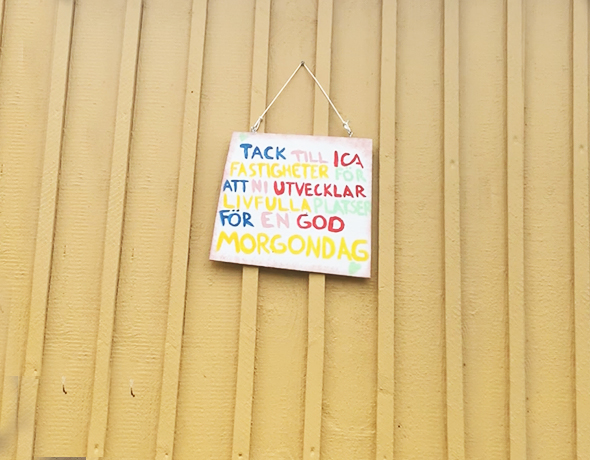 TACK TILL ICA
FASTIGHETER FÖR
ATT NI UTVECKLAR
LIVFULLA PLATSER
FÖR EN GOD
MORGONDAG